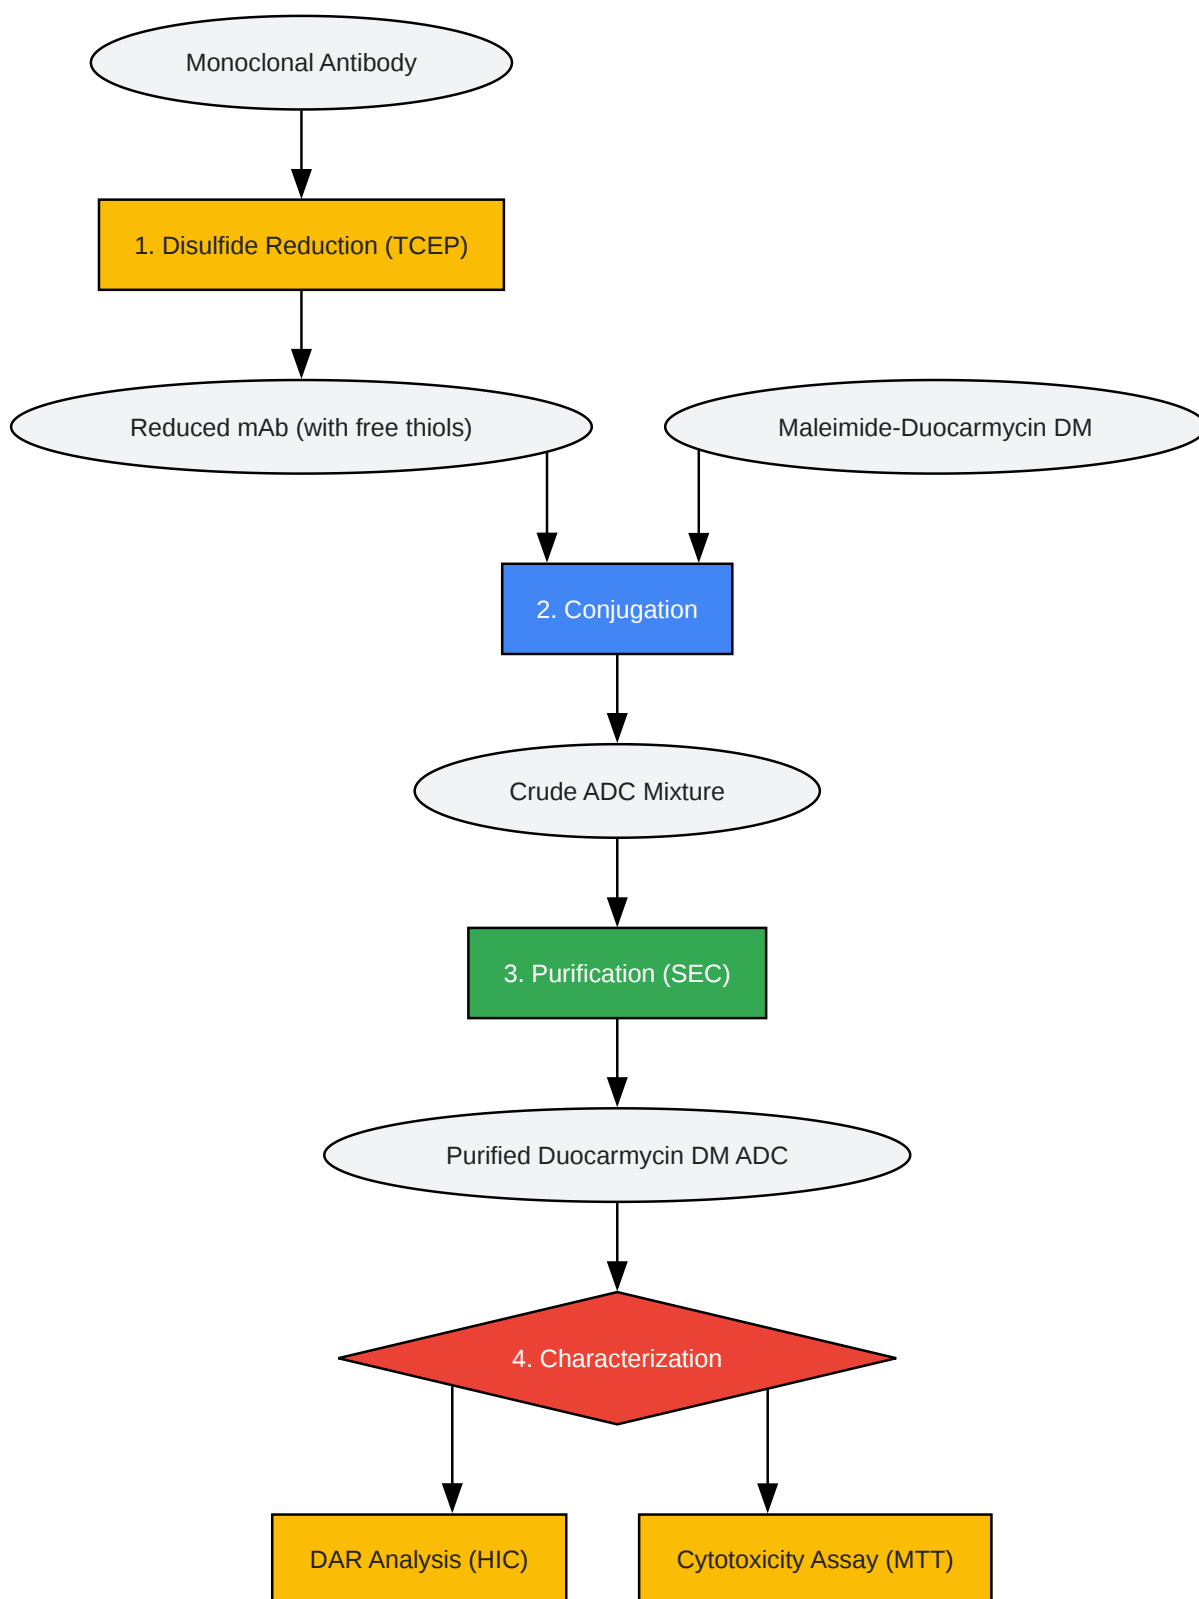 Monoclonal Antibody
1. Disulfide Reduction (TCEP)
Reduced mAb (with free thiols)
Maleimide-Duocarmycin DM
2. Conjugation
Crude ADC Mixture
3. Purification (SEC)
Purified Duocarmycin DM ADC
4. Characterization
DAR Analysis (HIC)
Cytotoxicity Assay (MTT)